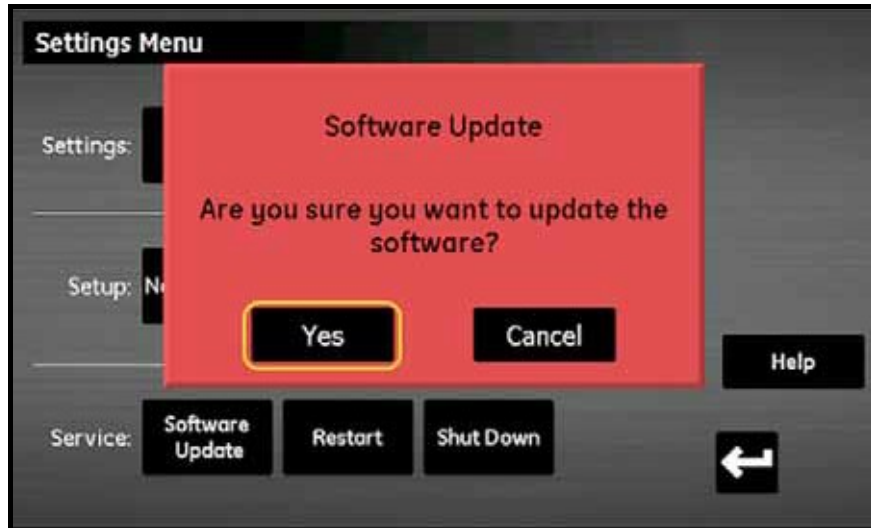 Settings Menu
Software Update
Settings:
Are you sure you want to update the
software?
Setup:
Yes
Cancel
Help
Service:
Software
Update
Restart
Shut Down